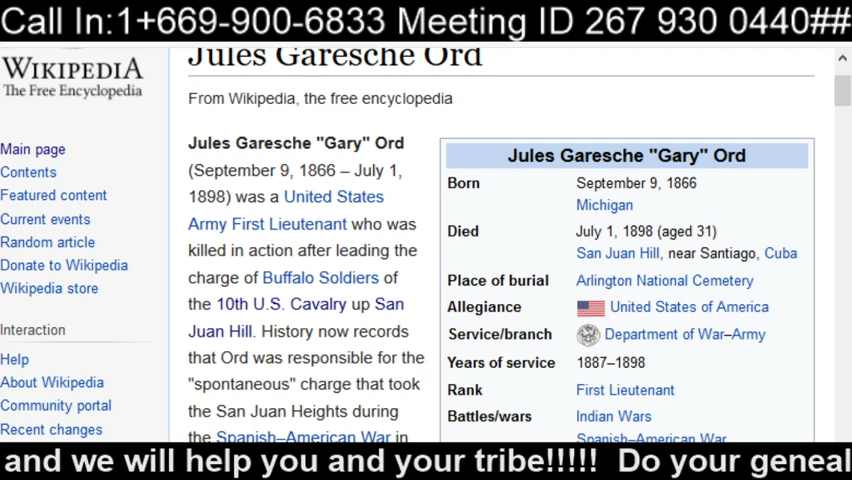 Call In:1+669-900-6833 Meeting ID 267 930 0440##
Jules Garesche Ord
WIKIPEDIA
The Free Encyclopedia
From Wikipedia, the free encyclopedia
Main page
Contents
Featured content
Current events
Random article
Donate to Wikipedia
Wikipedia store
Interaction
Help
About Wikipedia
Community portal
Recent changes
Jules Garesche "Gary" Ord
(September 9, 1866 – July 1,
1898) was a United States
Army First Lieutenant who was
killed in action after leading the
charge of Buffalo Soldiers of
the 10th U.S. Cavalry up San
Juan Hill. History now records
that Ord was responsible for the
"spontaneous" charge that took
the San Juan Heights during
the Spanish–American War in
Jules Garesche "Gary" Ord
Born September 9, 1866
Michigan
Died July 1, 1898 (aged 31)
San Juan Hill, near Santiago, Cuba
Place of burial Arlington National Cemetery
Allegiance United States of America
Service/branch Department of War–Army
Years of service 1887–1898
Rank First Lieutenant
Battles/wars Indian Wars
Spanish–American War
and we will help you and your tribe!!!!! Do your geneal